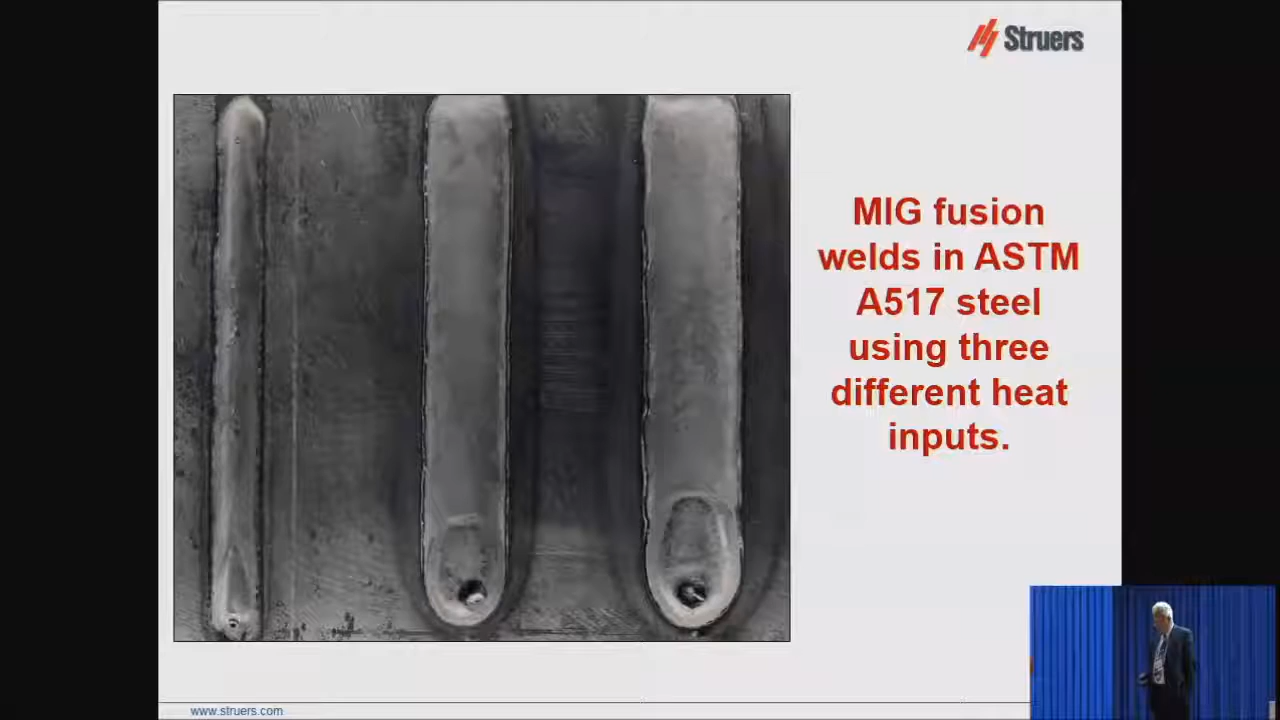 Struers
MIG fusion
welds in ASTM
A517 steel
using three
different heat
inputs.
www.struers.com